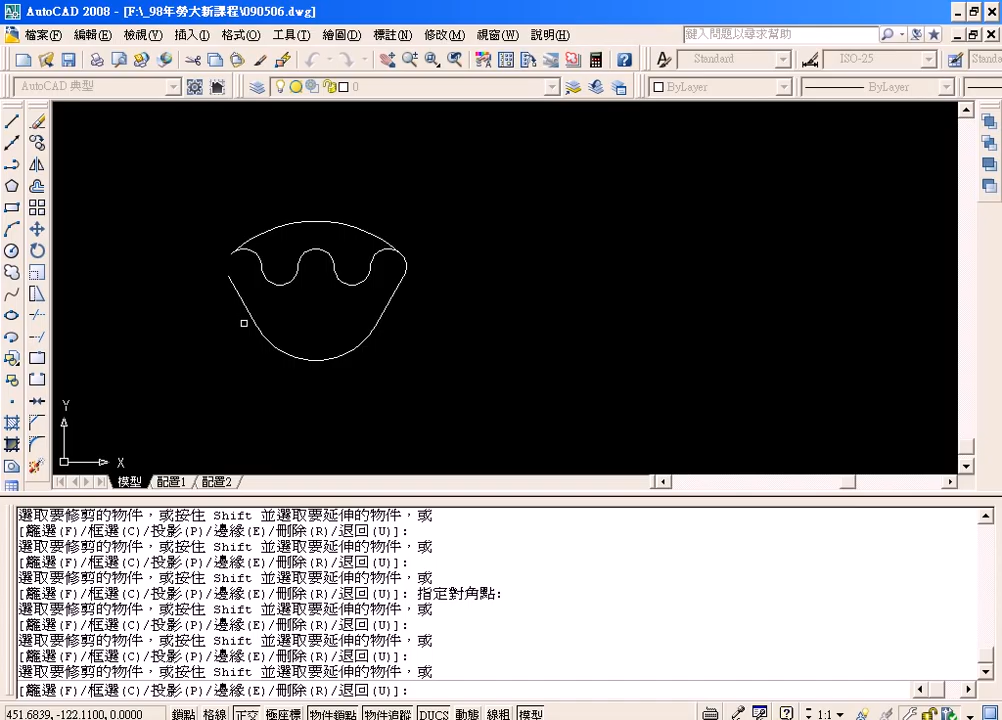 AutoCAD 2008 - [F:\_98年勞大新課程\090506.dwg]
檔案(F) 編輯(E) 檢視(V) 插入(I) 格式(O) 工具(T) 繪圖(D) 標註(N) 修改(M) 視窗(W) 說明(H) 鍵入問題以尋求幫助
Standard ISO-25 Standa
AutoCAD 典型 0 ByLayer ByLayer
Y
X
模型 配置1 配置2
選取要修剪的物件，或按住 Shift 並選取要延伸的物件，或
[籬選(F)/框選(C)/投影(P)/邊緣(E)/刪除(R)/退回(U)]:
選取要修剪的物件，或按住 Shift 並選取要延伸的物件，或
[籬選(F)/框選(C)/投影(P)/邊緣(E)/刪除(R)/退回(U)]:
選取要修剪的物件，或按住 Shift 並選取要延伸的物件，或
[籬選(F)/框選(C)/投影(P)/邊緣(E)/刪除(R)/退回(U)]: 指定對角點:
選取要修剪的物件，或按住 Shift 並選取要延伸的物件，或
[籬選(F)/框選(C)/投影(P)/邊緣(E)/刪除(R)/退回(U)]:
選取要修剪的物件，或按住 Shift 並選取要延伸的物件，或
[籬選(F)/框選(C)/投影(P)/邊緣(E)/刪除(R)/退回(U)]:
選取要修剪的物件，或按住 Shift 並選取要延伸的物件，或
[籬選(F)/框選(C)/投影(P)/邊緣(E)/刪除(R)/退回(U)]:
451.6839, -122.1100, 0.0000 鎖點 格線 正交 極座標 物件鎖點 物件追蹤 DUCS 動態 線粗 模型 1:1